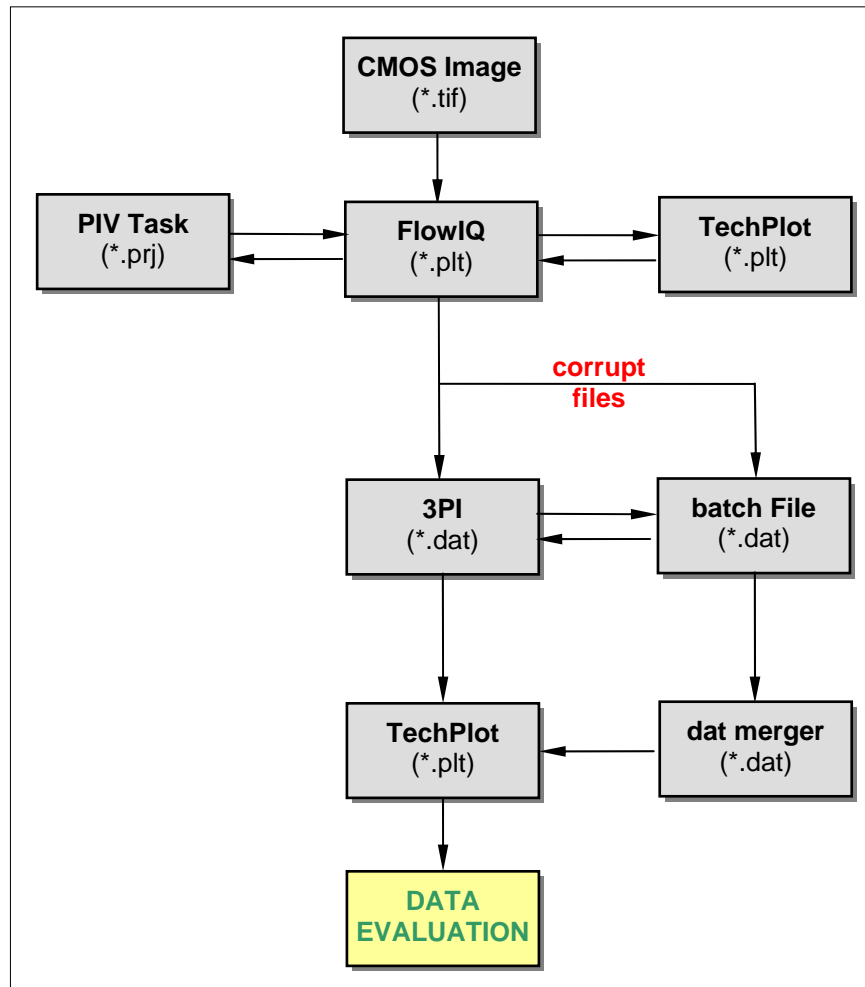 CMOS Image
(*.tif)
PIV Task
(*.prj)
FlowIQ
(*.plt)
TechPlot
(*.plt)
corrupt
files
3PI
(*.dat)
batch File
(*.dat)
TechPlot
(*.plt)
dat merger
(*.dat)
DATA
EVALUATION